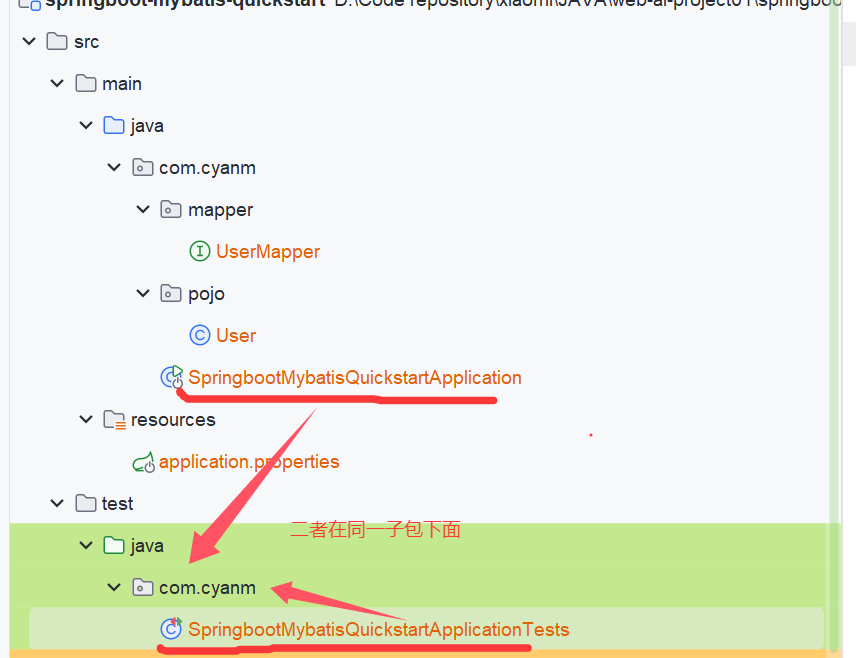 springboot-mybatis-quickstart D:\Code repository\xiaomi\JAVA\web-ai-project01\springboo
src
main
java
com.cyanm
mapper
UserMapper
pojo
User
SpringbootMybatisQuickstartApplication
resources
application.properties
test
二者在同一子包下面
java
com.cyanm
SpringbootMybatisQuickstartApplicationTests